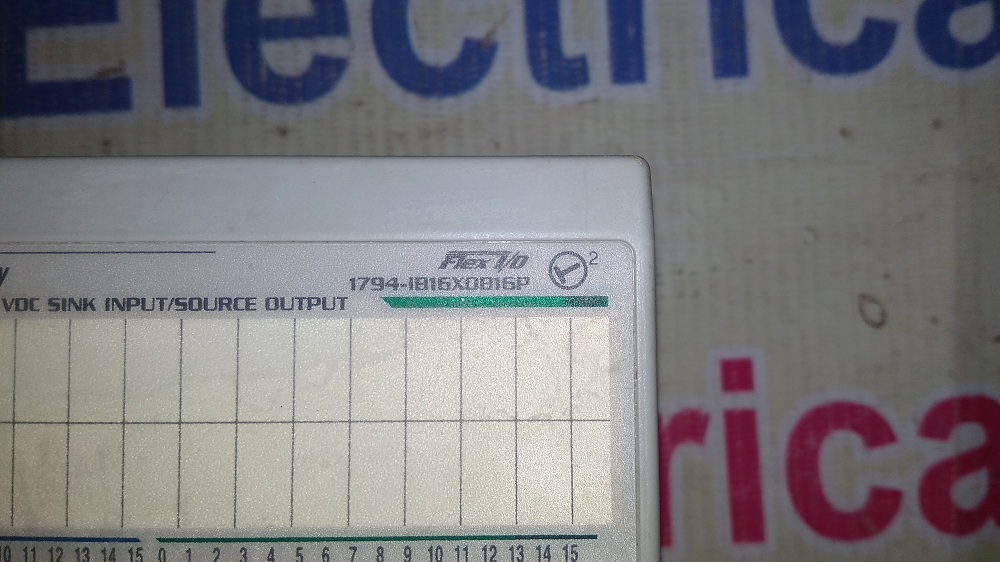 Electrica
Flex I/O 2
1794-IB16XOB16P
VDC SINK INPUT/SOURCE OUTPUT
rica
10 11 12 13 14 15 0 1 2 3 4 5 6 7 8 9 10 11 12 13 14 15